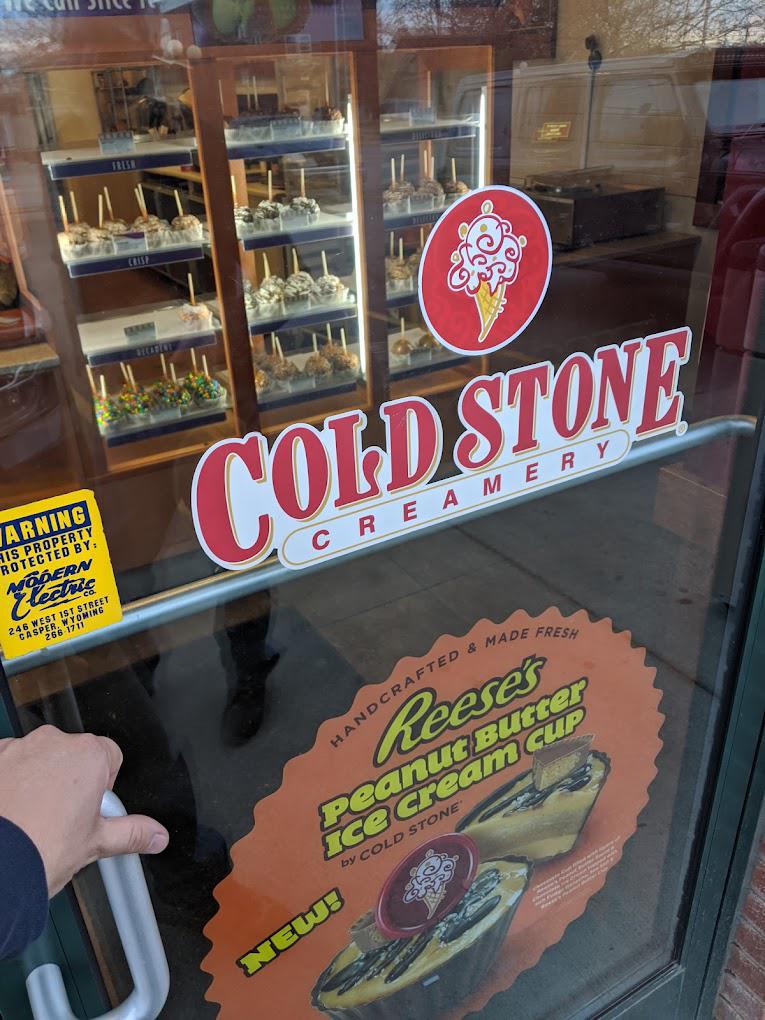 FRESH
CRISP
DECADENT
DELICIOUS
COLD STONE
CREAMERY
WARNING
THIS PROPERTY
PROTECTED BY:
MODERN
Electric
CO.
246 WEST 1ST STREET
CASPER, WYOMING
266 1711
HANDCRAFTED & MADE FRESH
Reese's
Peanut Butter
Ice Cream Cup
by COLD STONE
NEW!